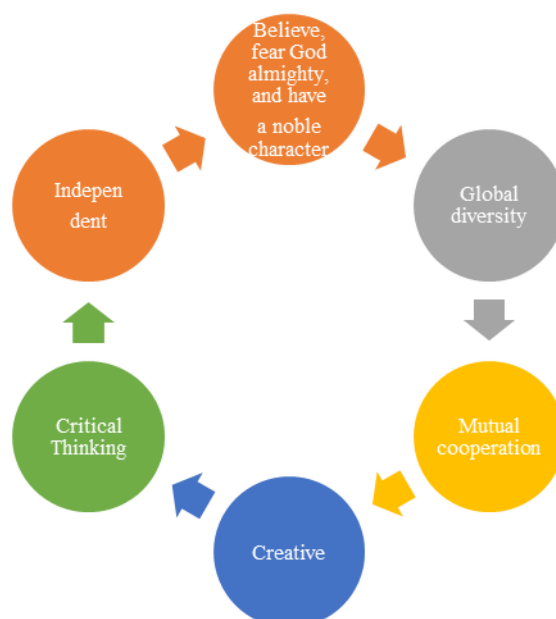 Believe,
fear God
almighty,
and have
a noble
character
Global
diversity
Mutual
cooperation
Creative
Critical
Thinking
Indepen
dent